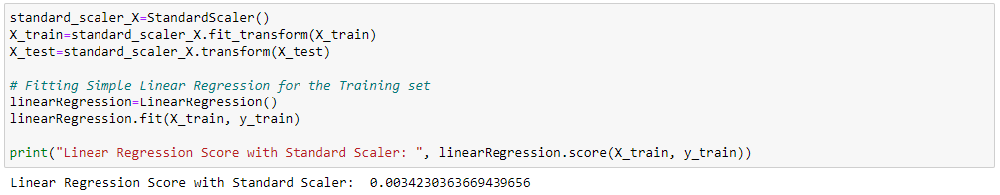 standard_scaler_X=StandardScaler()
X_train=standard_scaler_X.fit_transform(X_train)
X_test=standard_scaler_X.transform(X_test)
# Fitting Simple Linear Regression for the Training set
linearRegression=LinearRegression()
linearRegression.fit(X_train, y_train)
print("Linear Regression Score with Standard Scaler: ", linearRegression.score(X_train, y_train))
Linear Regression Score with Standard Scaler:  0.0034230363669439656